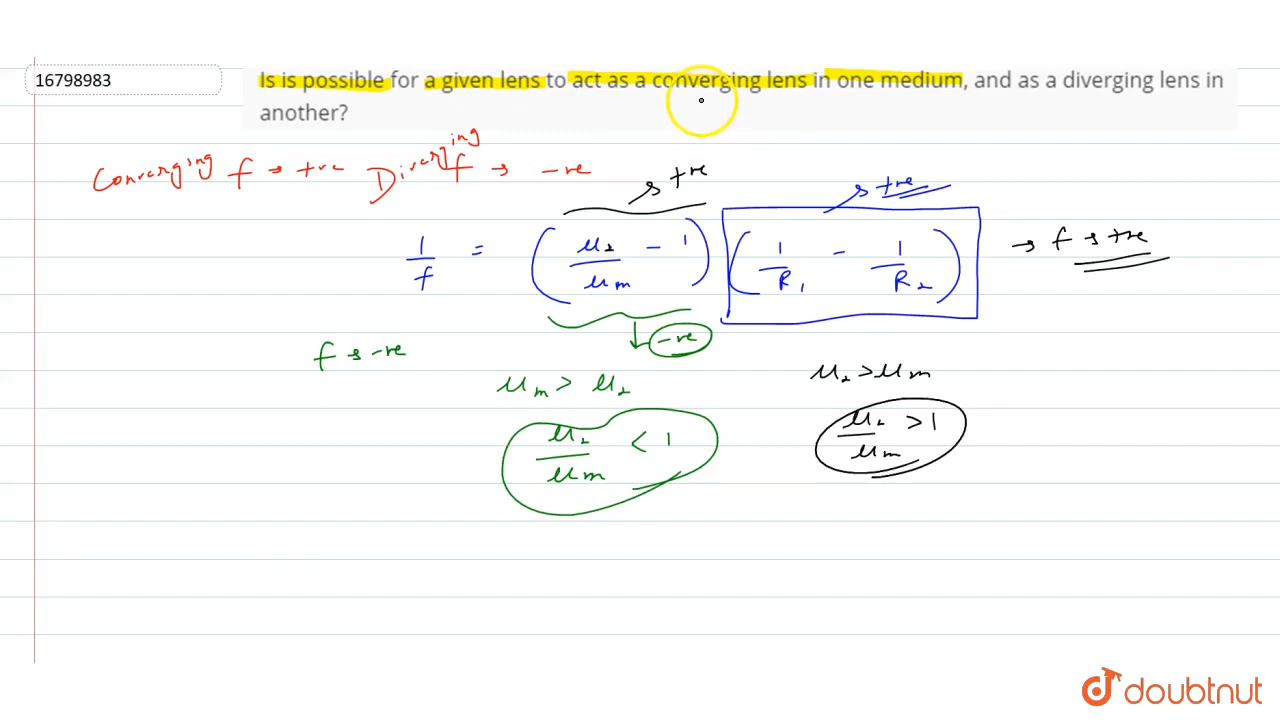 16798983
Is is possible for a given lens to act as a converging lens in one medium, and as a diverging lens in
another?
Converging f → +ve Diverging f → -ve
→ +ve
→ +ve
1/f = (μ₂/μm - 1) (1/R₁ - 1/R₂) → f → +ve
-ve
f → -ve
μm > μ₂
μ₂ > μm
μ₂/μm < 1
μ₂/μm > 1
doubtnut